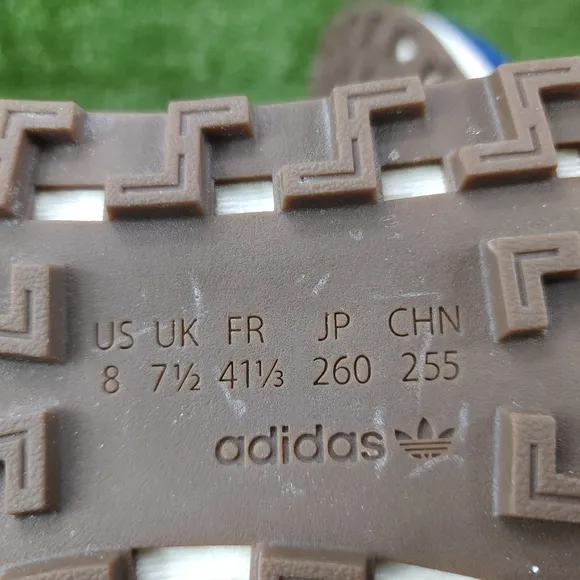 US UK FR JP CHN
8 7½ 41⅓ 260 255
adidas